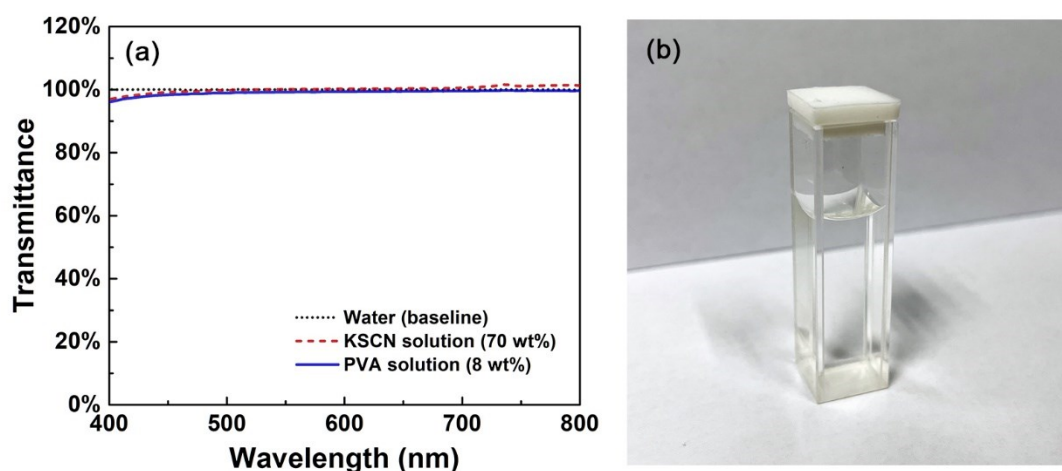 (a)
120%
100%
80%
60%
40%
20%
0%
Transmittance
Water (baseline)
KSCN solution (70 wt%)
PVA solution (8 wt%)
400
500
600
700
800
Wavelength (nm)
(b)